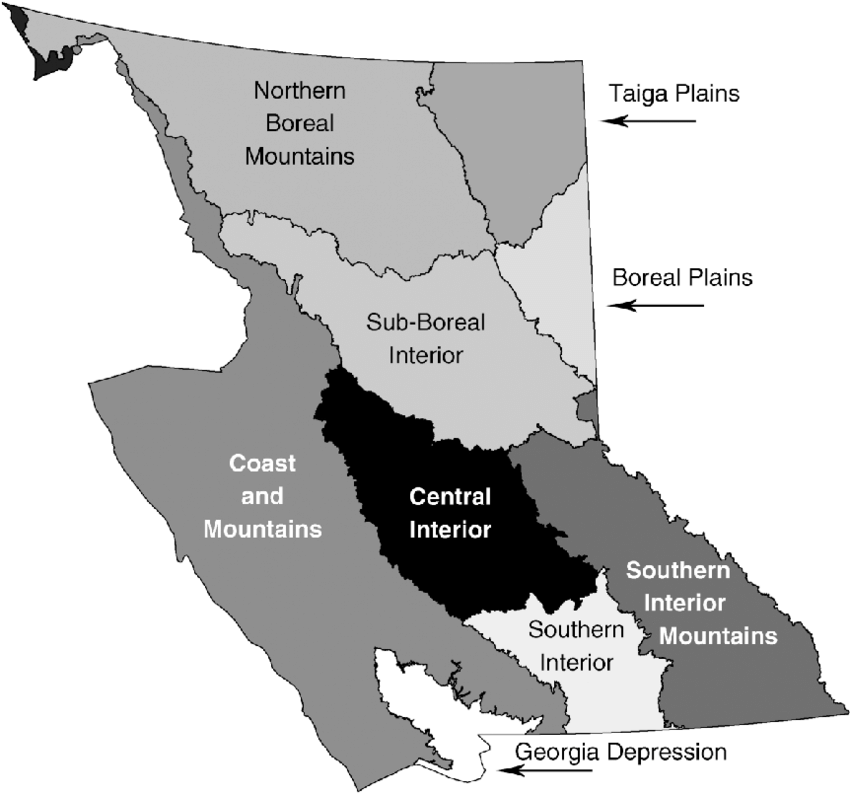 Northern
Boreal
Mountains
Taiga Plains
Boreal Plains
Sub-Boreal
Interior
Coast
and
Mountains
Central
Interior
Southern
Interior
Mountains
Southern
Interior
Georgia Depression